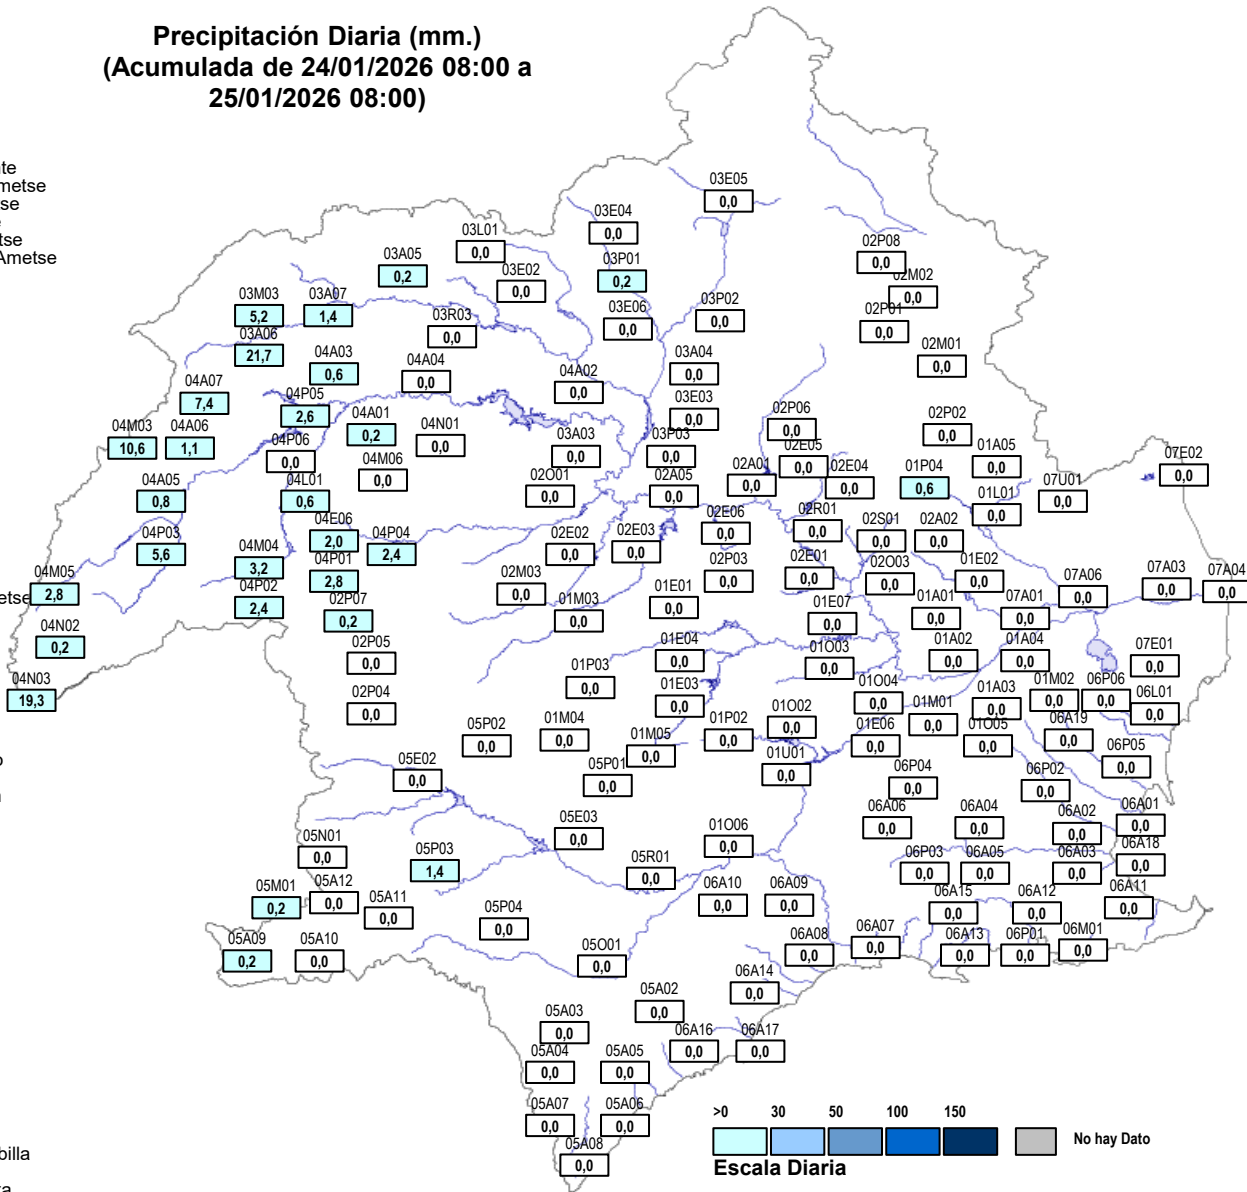 Precipitación Diaria (mm.)
(Acumulada de 24/01/2026 08:00 a
25/01/2026 08:00)
03E05
0,0
03E04
0,0
03L01
0,0
03A05
0,2
03E02
0,0
03P01
0,2
02P08
0,0
02M02
0,0
03M03
5,2
03A07
1,4
03R03
0,0
03E06
0,0
03P02
0,0
02P01
0,0
03A06
21,7
04A03
0,6
04A04
0,0
04A02
0,0
03A04
0,0
02M01
0,0
04A07
7,4
04P05
2,6
03E03
0,0
04M03
10,6
04A06
1,1
04A01
0,2
04N01
0,0
03A03
0,0
03P03
0,0
02P06
0,0
02P02
0,0
04P06
0,0
04M06
0,0
02E05
0,0
01A05
0,0
07E02
0,0
04A05
0,8
04L01
0,6
02O01
0,0
02A05
0,0
02A01
0,0
02E04
0,0
01P04
0,6
07U01
0,0
01L01
0,0
04P03
5,6
04E06
2,0
04P04
2,4
02E02
0,0
02E03
0,0
02E06
0,0
02R01
0,0
02S01
0,0
02A02
0,0
04M05
2,8
04M04
3,2
04P01
2,8
02P03
0,0
02E01
0,0
02O03
0,0
01E02
0,0
07A06
0,0
07A03
0,0
07A04
0,0
04P02
2,4
02P07
0,2
02M03
0,0
01M03
0,0
01E01
0,0
01E07
0,0
01A01
0,0
07A01
0,0
04N02
0,2
02P05
0,0
01E04
0,0
01O03
0,0
01A02
0,0
01A04
0,0
07E01
0,0
04N03
19,3
02P04
0,0
01P03
0,0
01E03
0,0
01O04
0,0
01A03
0,0
01M02
0,0
06P06
0,0
06L01
0,0
05P02
0,0
01M04
0,0
01M05
0,0
01P02
0,0
01O02
0,0
01E06
0,0
01M01
0,0
01O05
0,0
06A19
0,0
06P05
0,0
05E02
0,0
05P01
0,0
01U01
0,0
06P04
0,0
06P02
0,0
05E03
0,0
01O06
0,0
06A06
0,0
06A04
0,0
06A02
0,0
06A01
0,0
05N01
0,0
05P03
1,4
05R01
0,0
06P03
0,0
06A05
0,0
06A03
0,0
06A18
0,0
05M01
0,2
05A12
0,0
05A11
0,0
06A10
0,0
06A09
0,0
06A15
0,0
06A12
0,0
06A11
0,0
05A09
0,2
05A10
0,0
05P04
0,0
05O01
0,0
06A08
0,0
06A07
0,0
06A13
0,0
06P01
0,0
06M01
0,0
05A02
0,0
06A14
0,0
05A03
0,0
06A16
0,0
06A17
0,0
05A04
0,0
05A05
0,0
05A07
0,0
05A06
0,0
05A08
0,0
>0 30 50 100 150
No hay Dato
Escala Diaria